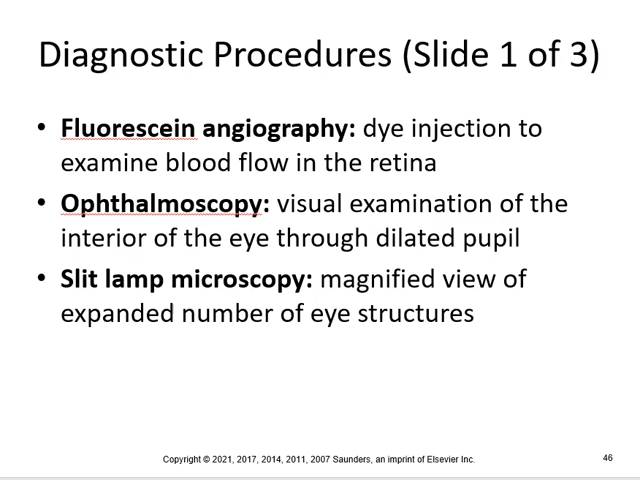 Diagnostic Procedures (Slide 1 of 3)
• Fluorescein angiography: dye injection to
examine blood flow in the retina
• Ophthalmoscopy: visual examination of the
interior of the eye through dilated pupil
• Slit lamp microscopy: magnified view of
expanded number of eye structures
Copyright © 2021, 2017, 2014, 2011, 2007 Saunders, an imprint of Elsevier Inc.
46